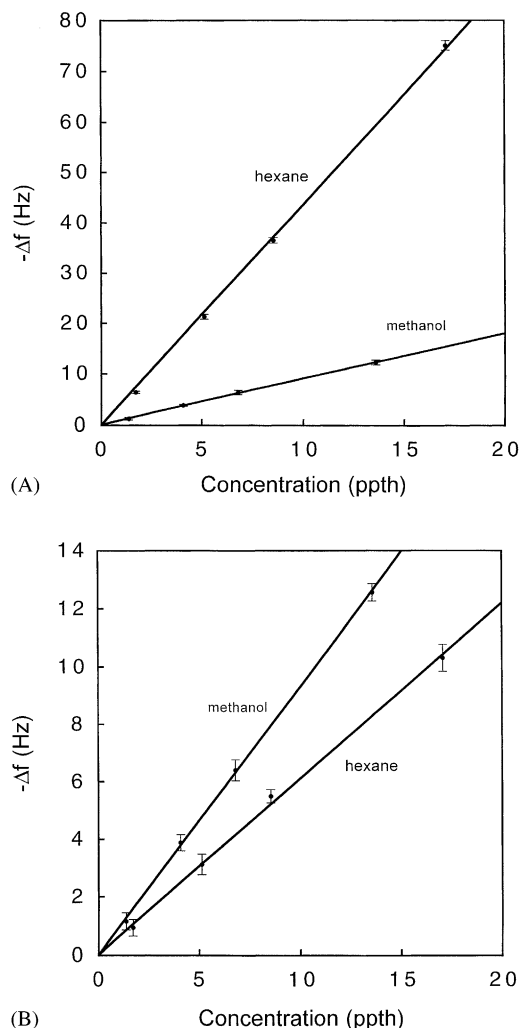 80
70
60
50
40
30
20
10
0
-Δf (Hz)
hexane
methanol
0 5 10 15 20
(A) Concentration (ppth)
14
12
10
8
6
4
2
0
-Δf (Hz)
methanol
hexane
0 5 10 15 20
(B) Concentration (ppth)